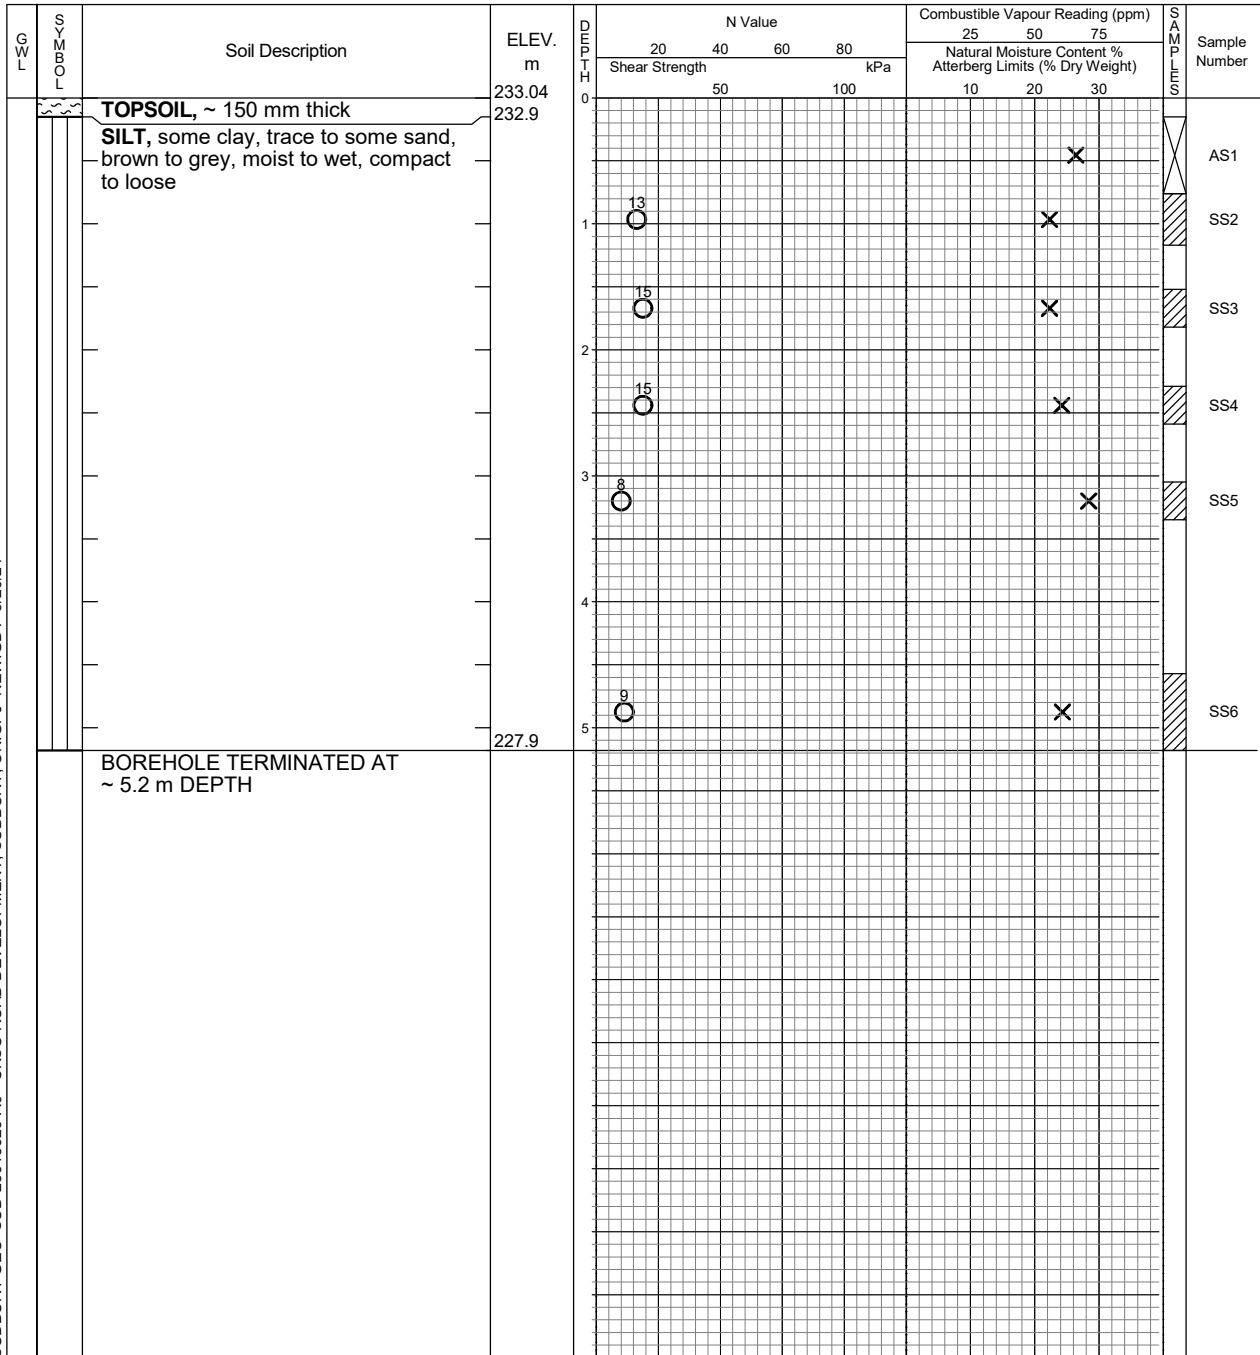 GWL
SYMBOL
Soil Description
ELEV.
m
DEPTH
N Value
20 40 60 80
Shear Strength kPa
50 100
Combustible Vapour Reading (ppm)
25 50 75
Natural Moisture Content %
Atterberg Limits (% Dry Weight)
10 20 30
SAMPLES
Sample
Number
233.04
0
TOPSOIL, ~ 150 mm thick
232.9
SILT, some clay, trace to some sand,
brown to grey, moist to wet, compact
to loose
AS1
13
SS2
1
15
SS3
2
15
SS4
3
8
SS5
4
9
SS6
5
227.9
BOREHOLE TERMINATED AT
~ 5.2 m DEPTH